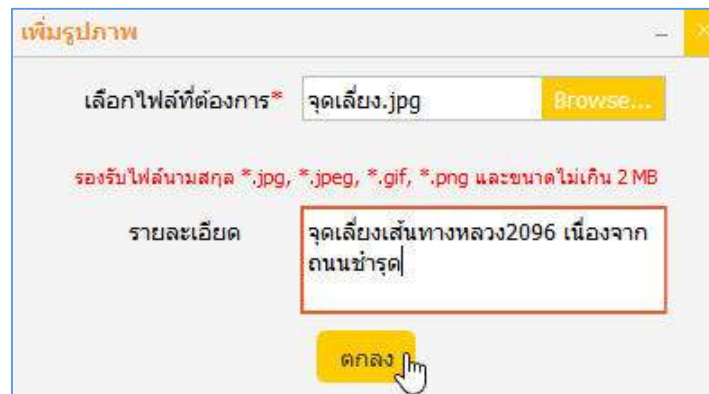 เพิ่มรูปภาพ
เลือกไฟล์ที่ต้องการ* จุดเลี่ยง.jpg Browse...
รองรับไฟล์นามสกุล *.jpg, *.jpeg, *.gif, *.png และขนาดไม่เกิน 2 MB
รายละเอียด จุดเลี่ยงเส้นทางหลวง2096 เนื่องจาก
ถนนชำรุด
ตกลง